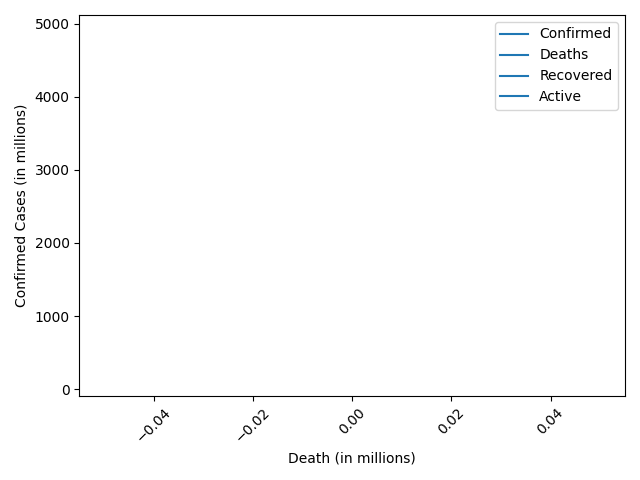 5000
4000
3000
2000
1000
0
Confirmed Cases (in millions)
Confirmed
Deaths
Recovered
Active
−0.04
−0.02
0.00
0.02
0.04
Death (in millions)